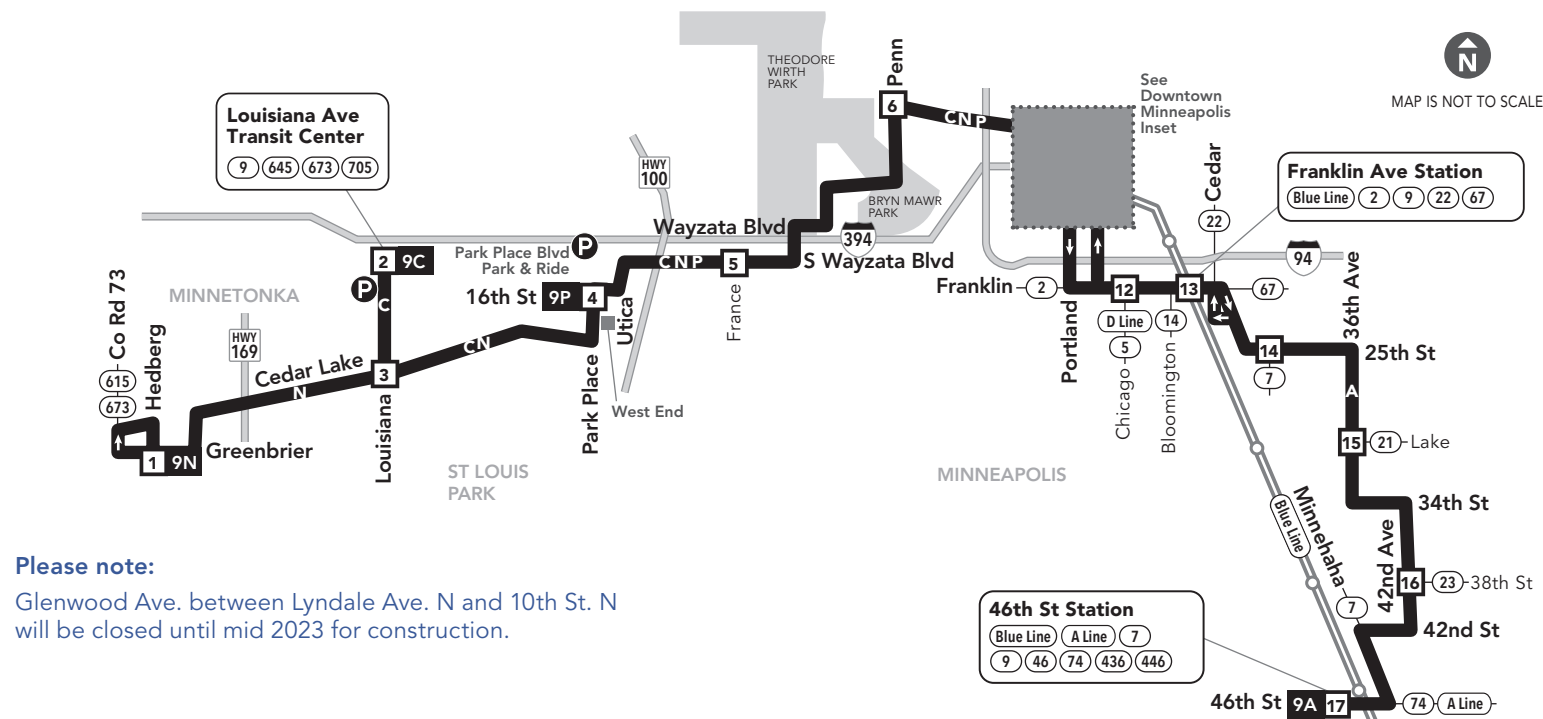 THEODORE
WIRTH
PARK
Penn
6
C N P
See
Downtown
Minneapolis
Inset
N
MAP IS NOT TO SCALE
Louisiana Ave
Transit Center
9 645 673 705
HWY
100
Cedar
22
Franklin Ave Station
Blue Line 2 9 22 67
BRYN MAWR
PARK
Wayzata Blvd
394
S Wayzata Blvd
94
2 9C
P
C
Park Place Blvd
Park & Ride
P
C N P
5
France
16th St 9P 4
Utica
MINNETONKA
HWY
169
Co Rd 73
Hedberg
615
673
Cedar Lake
N
3
C N
Louisiana
Park Place
West End
1 9N
Greenbrier
ST LOUIS
PARK
Franklin 2
Portland
12
D Line
5
Chicago
14
Bloomington
13
67
14
7
36th Ave
25th St
A
15 21 Lake
34th St
MINNEAPOLIS
Blue Line
Minnehaha
7
42nd Ave
16 23 38th St
42nd St
46th St Station
Blue Line A Line 7
9 46 74 436 446
46th St 9A 17
74 A Line
Please note:
Glenwood Ave. between Lyndale Ave. N and 10th St. N
will be closed until mid 2023 for construction.